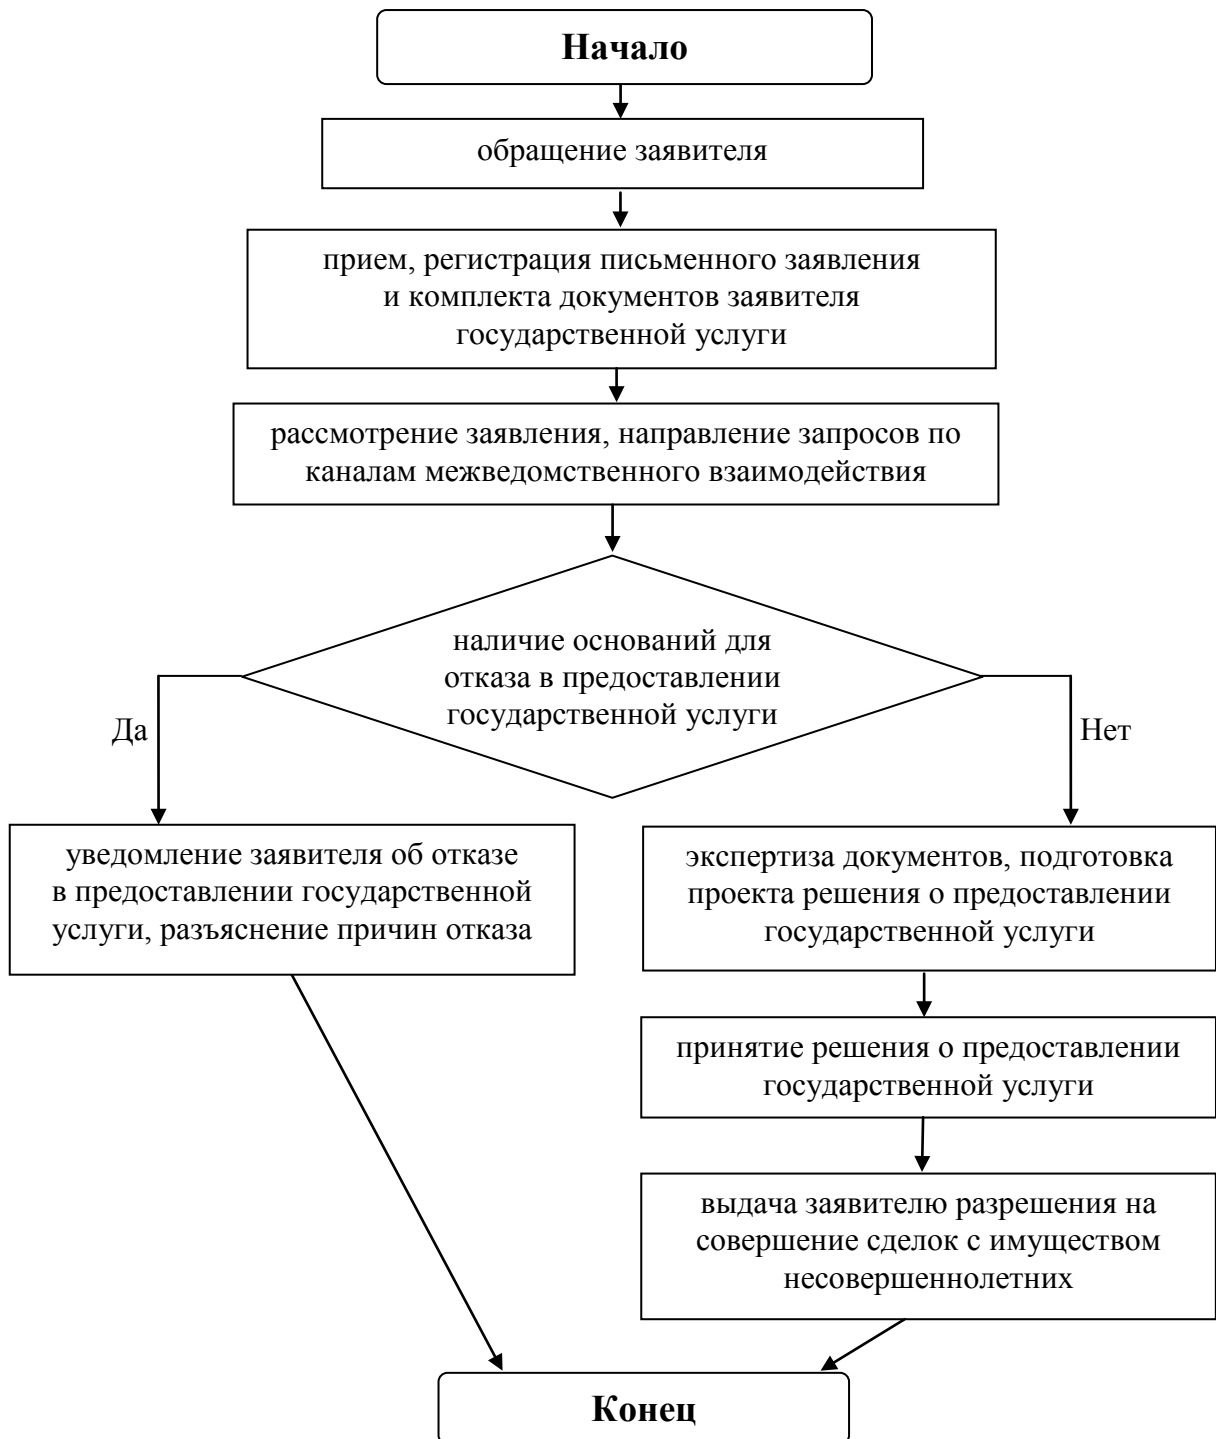 Начало
обращение заявителя
прием, регистрация письменного заявления
и комплекта документов заявителя
государственной услуги
рассмотрение заявления, направление запросов по
каналам межведомственного взаимодействия
наличие оснований для
отказа в предоставлении
государственной услуги
Да
Нет
уведомление заявителя об отказе
в предоставлении государственной
услуги, разъяснение причин отказа
экспертиза документов, подготовка
проекта решения о предоставлении
государственной услуги
принятие решения о предоставлении
государственной услуги
выдача заявителю разрешения на
совершение сделок с имуществом
несовершеннолетних
Конец